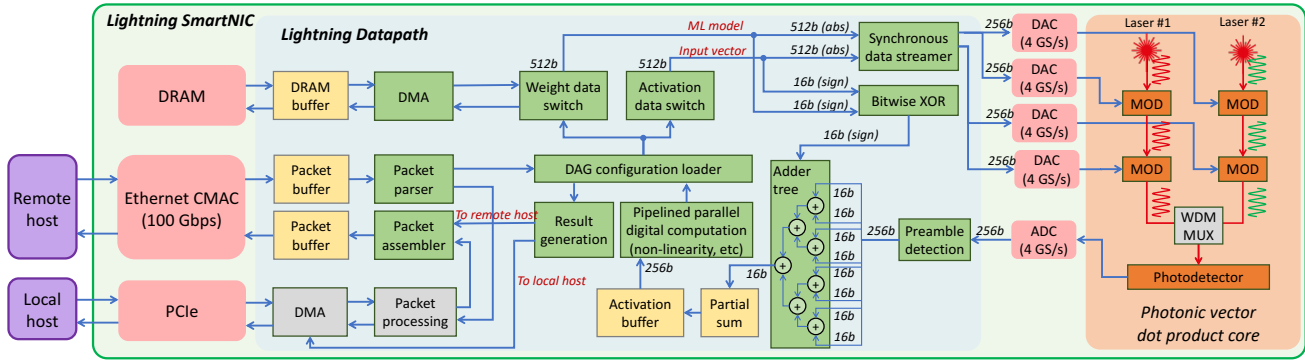 Lightning SmartNIC
Lightning Datapath
ML model
512b (abs)
Input vector
512b (abs)
512b
512b
16b (sign)
16b (sign)
16b (sign)
DRAM
DRAM
buffer
DMA
Weight data
switch
Activation
data switch
Synchronous
data streamer
Bitwise XOR
256b
256b
256b
256b
DAC
(4 GS/s)
DAC
(4 GS/s)
DAC
(4 GS/s)
DAC
(4 GS/s)
Laser #1
Laser #2
MOD
MOD
MOD
MOD
WDM
MUX
Photodetector
Photonic vector
dot product core
Remote
host
Ethernet CMAC
(100 Gbps)
Packet
buffer
Packet
parser
DAG configuration loader
Packet
buffer
Packet
assembler
To remote host
Result
generation
Pipelined parallel
digital computation
(non-linearity, etc)
To local host
256b
Adder
tree
+
+
+
+
+
+
+
16b
16b
16b
16b
16b
16b
16b
16b
16b
256b
Preamble
detection
256b
ADC
(4 GS/s)
Local
host
PCIe
DMA
Packet
processing
Activation
buffer
Partial
sum